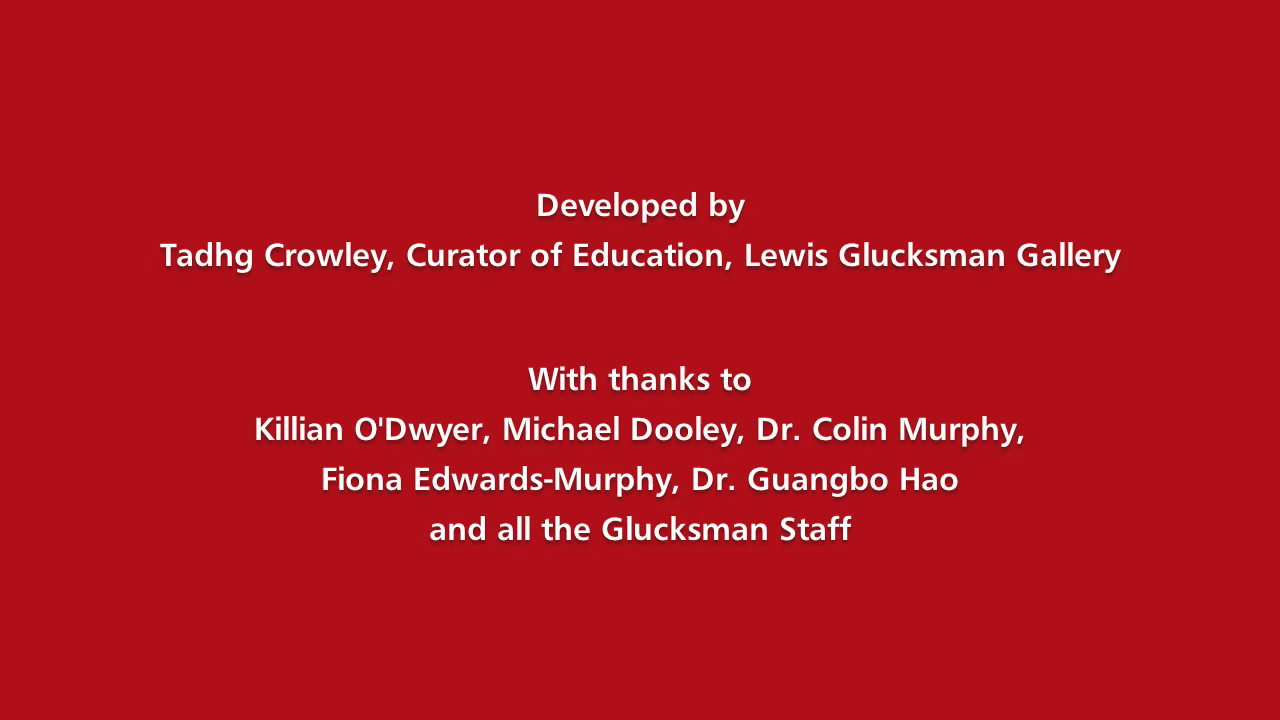 Developed by
Tadhg Crowley, Curator of Education, Lewis Glucksman Gallery
With thanks to
Killian O'Dwyer, Michael Dooley, Dr. Colin Murphy,
Fiona Edwards-Murphy, Dr. Guangbo Hao
and all the Glucksman Staff